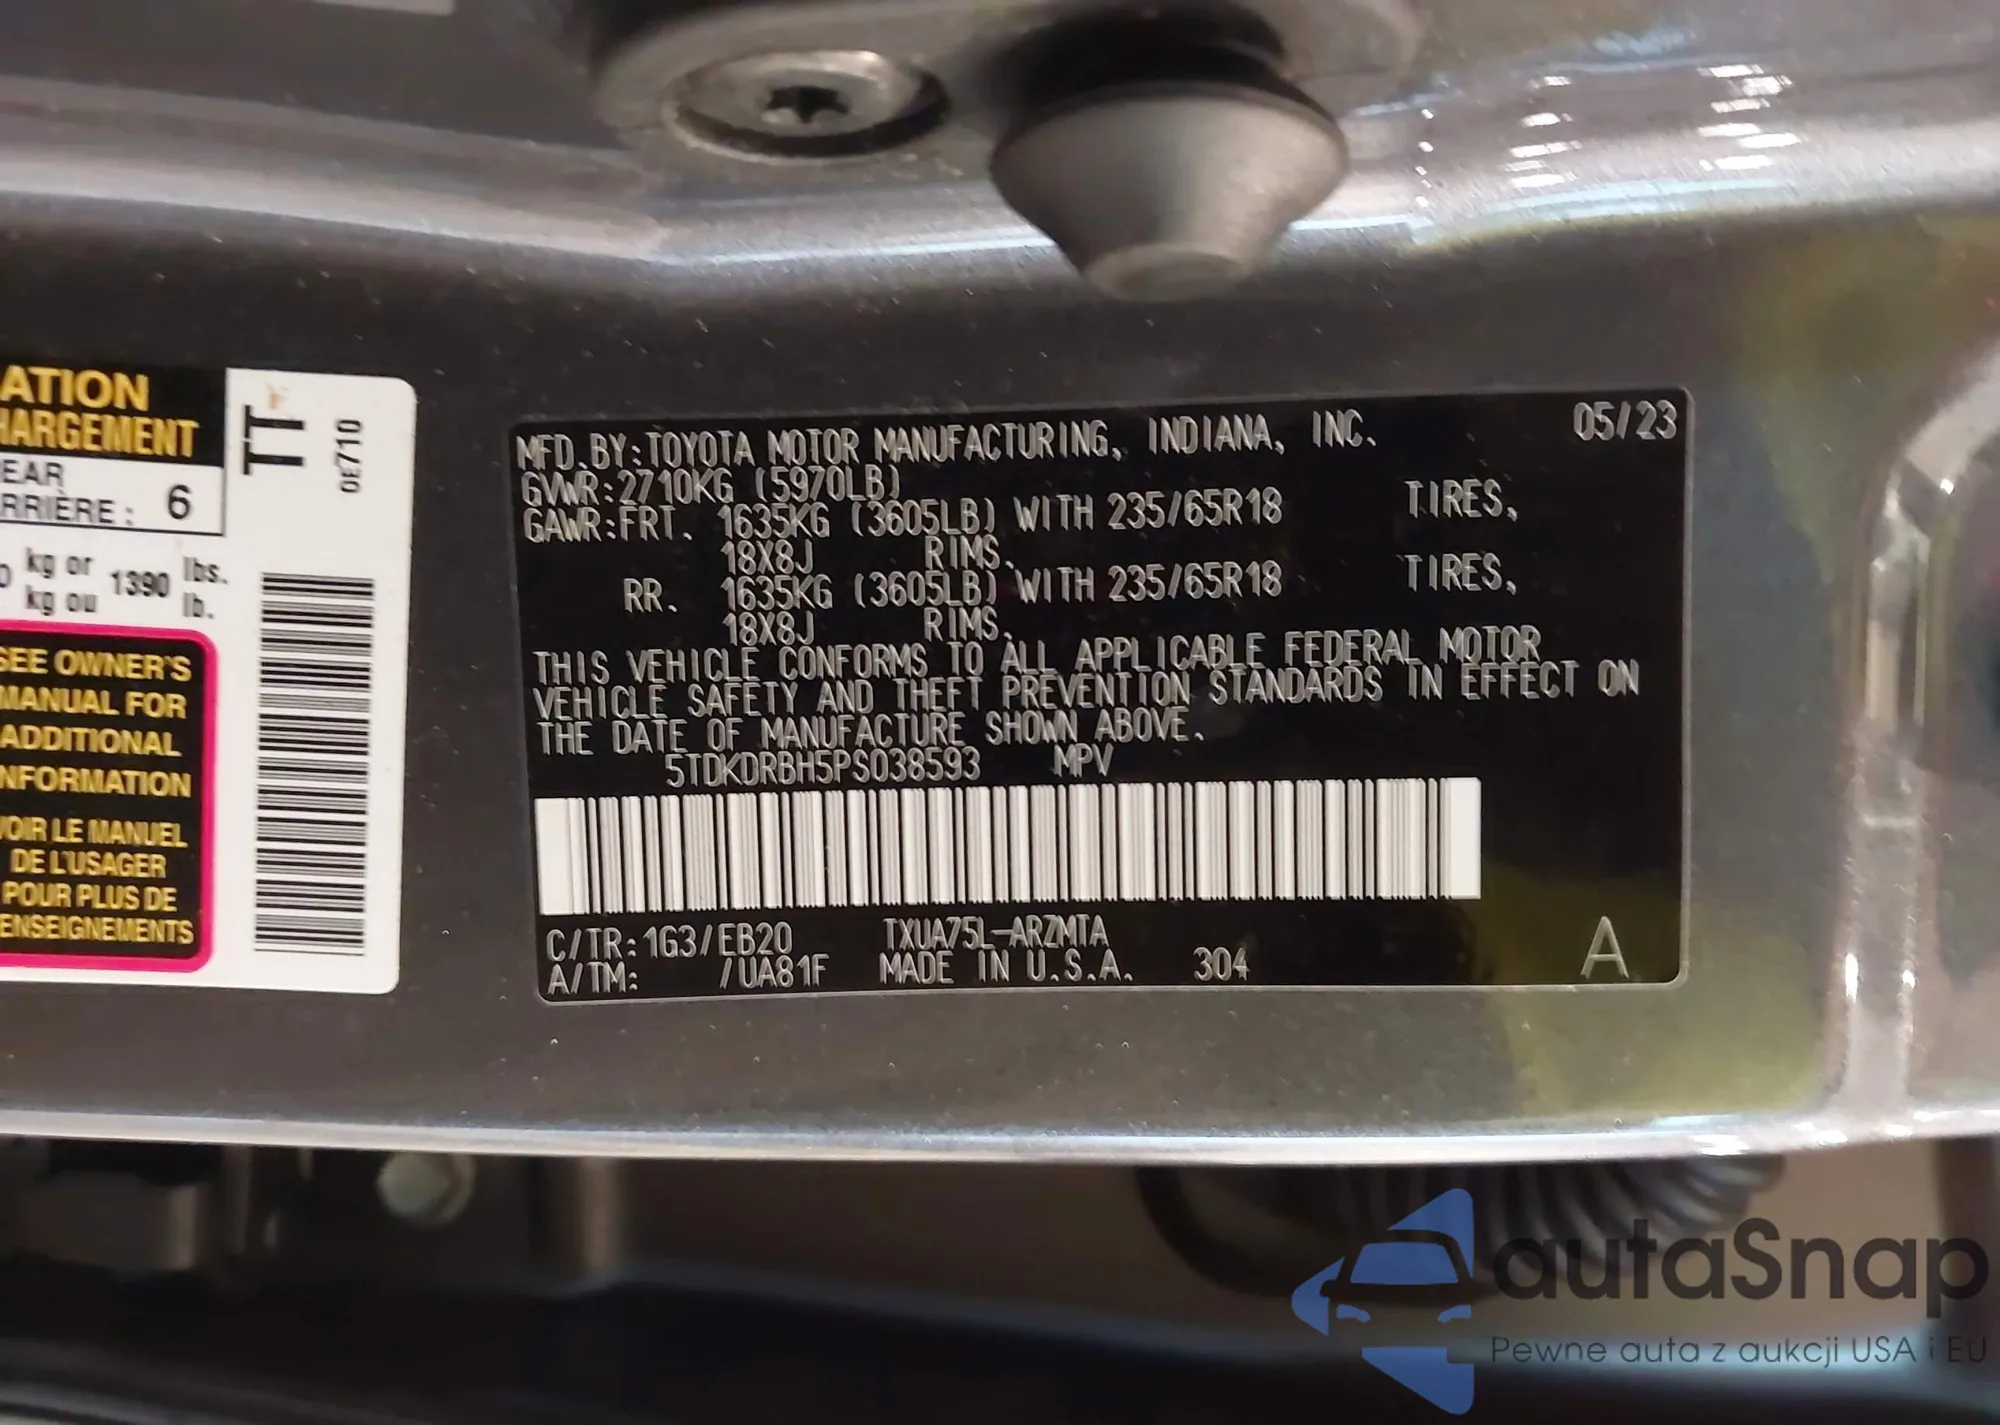 ATION
HARGEMENT
EAR
RRIÈRE : 6
kg or
kg ou
1390
lbs.
lb.
SEE OWNER'S
MANUAL FOR
ADDITIONAL
NFORMATION
VOIR LE MANUEL
DE L'USAGER
POUR PLUS DE
ENSEIGNEMENTS
TT
0E710
MFD.BY:TOYOTA MOTOR MANUFACTURING, INDIANA, INC. 05/23
GVWR:2710KG (5970LB)
GAWR:FRT. 1635KG (3605LB) WITH 235/65R18 TIRES,
18X8J RIMS,
RR. 1635KG (3605LB) WITH 235/65R18 TIRES,
18X8J RIMS,
THIS VEHICLE CONFORMS TO ALL APPLICABLE FEDERAL MOTOR
VEHICLE SAFETY AND THEFT PREVENTION STANDARDS IN EFFECT ON
THE DATE OF MANUFACTURE SHOWN ABOVE.
5TDKDRBH5PS038593 MPV
C/TR:1G3/EB20 TXUA75L-ARZMTA
A/TM: /UA81F MADE IN U.S.A. 304
A
autaSnap
Pewne auta z aukcji USA i EU